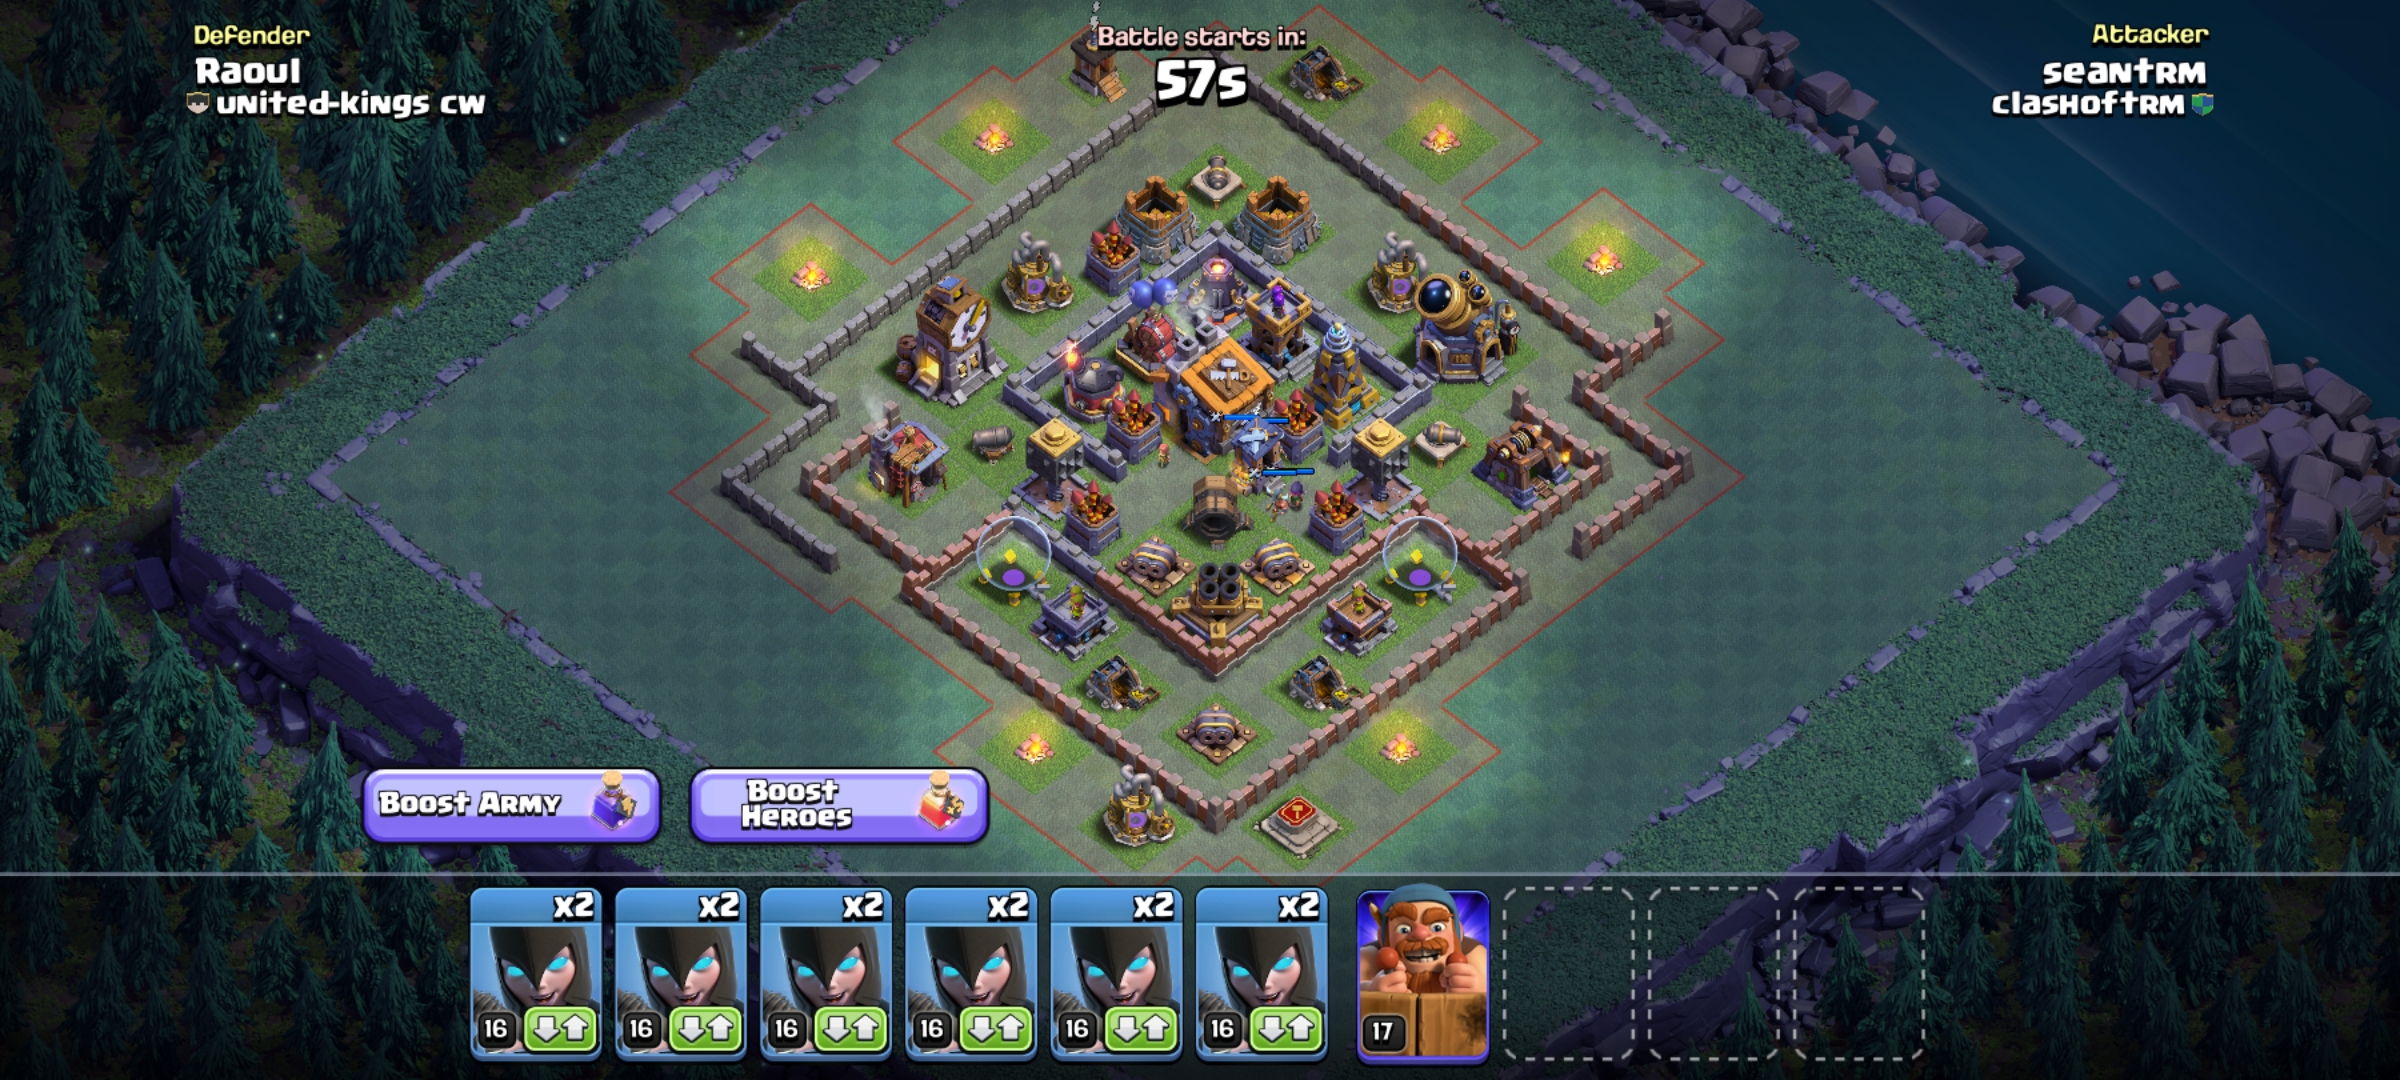 Defender
Raoul
united-kings cw
Battle starts in:
57s
Attacker
seantRM
clashoftRM
Boost Army
Boost
Heroes
x2
x2
x2
x2
x2
x2
16
16
16
16
16
16
17